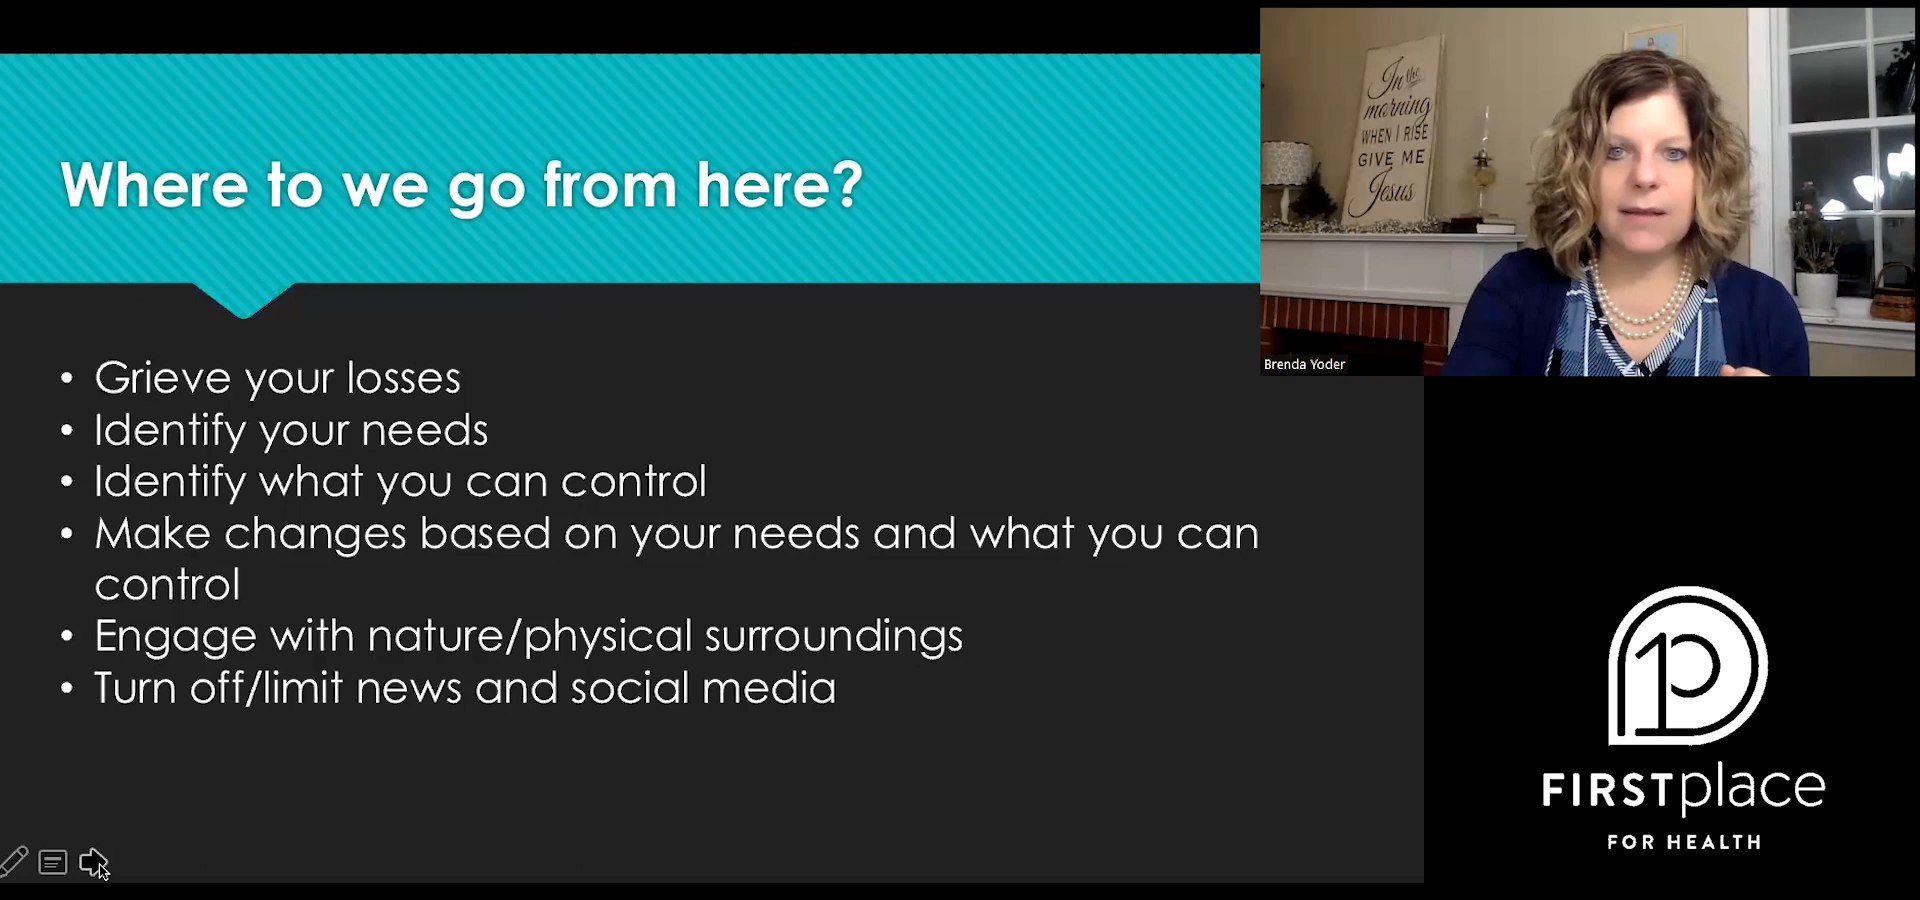 Where to we go from here?
• Grieve your losses
• Identify your needs
• Identify what you can control
• Make changes based on your needs and what you can
control
• Engage with nature/physical surroundings
• Turn off/limit news and social media
In the
morning
WHEN I RISE
GIVE ME
Jesus
Brenda Yoder
FIRSTplace
FOR HEALTH